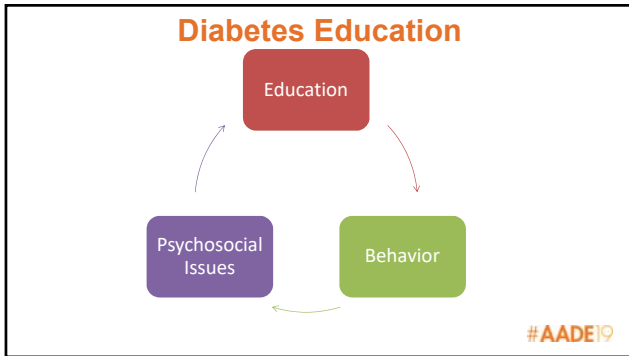 Diabetes Education
Education
Psychosocial
Issues
Behavior
#AADE19